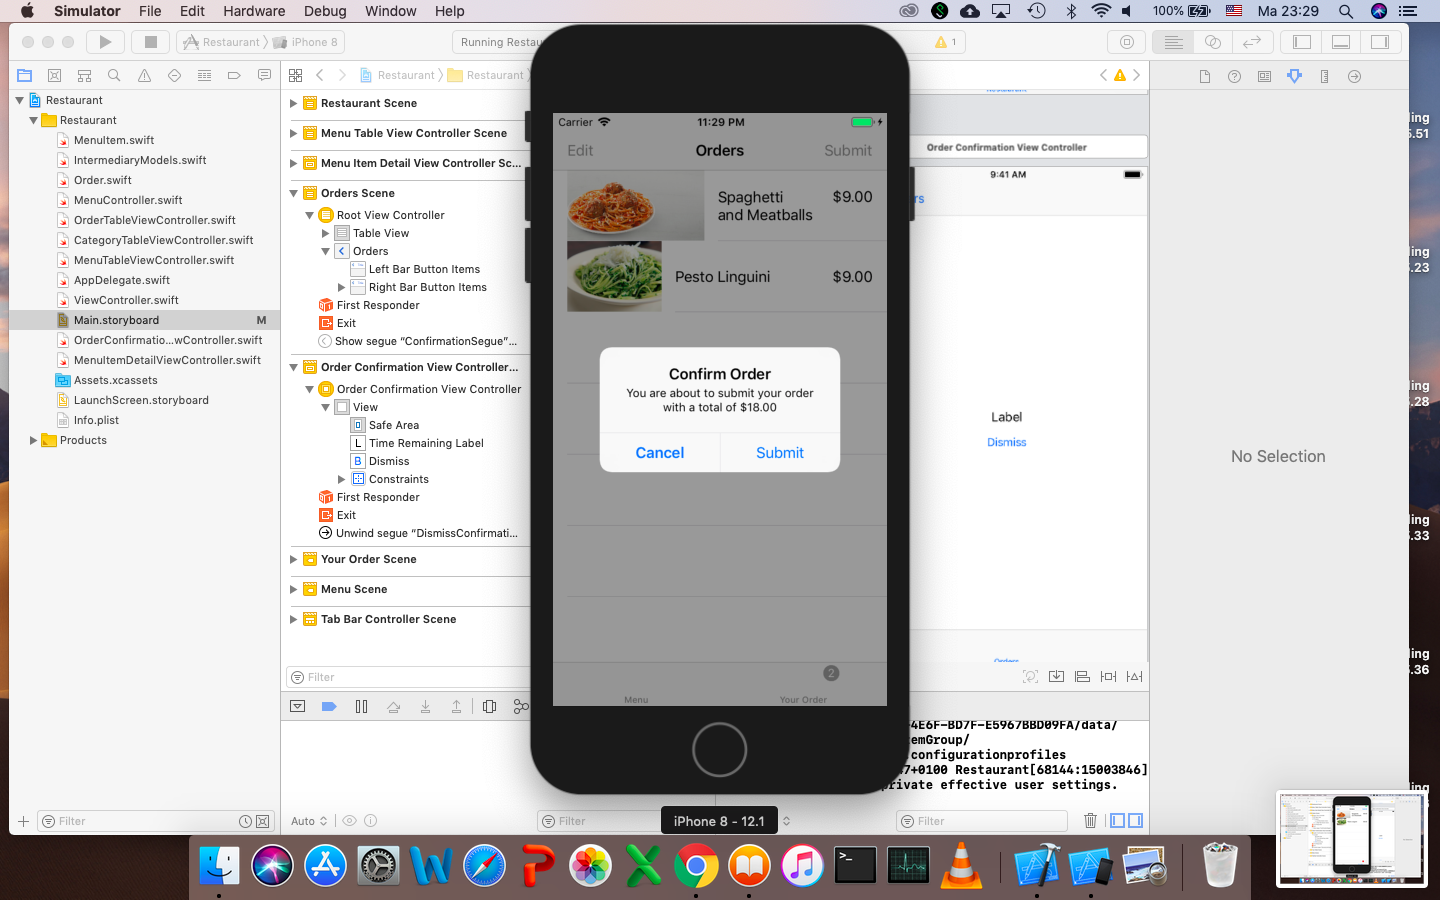 Simulator File Edit Hardware Debug Window Help
100% Ma 23:29
Restaurant iPhone 8
Running Restau
1
Restaurant
Restaurant
MenuItem.swift
IntermediaryModels.swift
Order.swift
MenuController.swift
OrderTableViewController.swift
CategoryTableViewController.swift
MenuTableViewController.swift
AppDelegate.swift
ViewController.swift
Main.storyboard M
OrderConfirmatio...wController.swift
MenuItemDetailViewController.swift
Assets.xcassets
LaunchScreen.storyboard
Info.plist
Products
Filter
Restaurant Restaurant
Restaurant Scene
Menu Table View Controller Scene
Menu Item Detail View Controller Sc...
Orders Scene
Root View Controller
Table View
Orders
Left Bar Button Items
Right Bar Button Items
First Responder
Exit
Show segue “ConfirmationSegue”...
Order Confirmation View Controller...
Order Confirmation View Controller
View
Safe Area
L Time Remaining Label
B Dismiss
Constraints
First Responder
Exit
Unwind segue “DismissConfirmati...
Your Order Scene
Menu Scene
Tab Bar Controller Scene
Filter
Carrier 11:29 PM
Edit Orders Submit
Spaghetti
and Meatballs
$9.00
Pesto Linguini $9.00
Confirm Order
You are about to submit your order
with a total of $18.00
Cancel Submit
2
Menu Your Order
iPhone 8 - 12.1
Restaurant
Order Confirmation View Controller
9:41 AM
rs
Label
Dismiss
Orders
No Selection
4E6F-BD7F-E5967BBD09FA/data/
emGroup/
configurationprofiles
7+0100 Restaurant[68144:15003846]
private effective user settings.
Auto
Filter
Filter
ling
5.51
ling
5.23
ling
5.28
ling
5.33
ling
5.36
ling